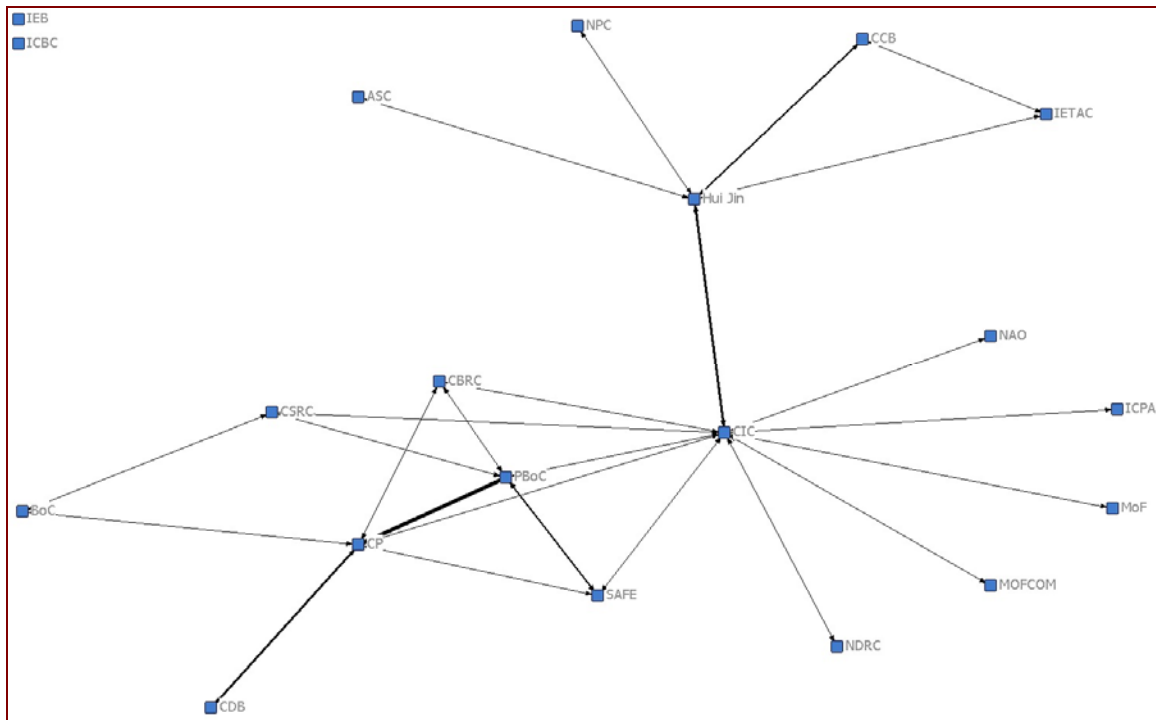 IEB
NPC
ICBC
CCB
ASC
IETAC
Hui Jin
NAO
CBRC
CSRC
ICPA
CIC
PBoC
BoC
MoF
CP
MOFCOM
SAFE
NDRC
CDB